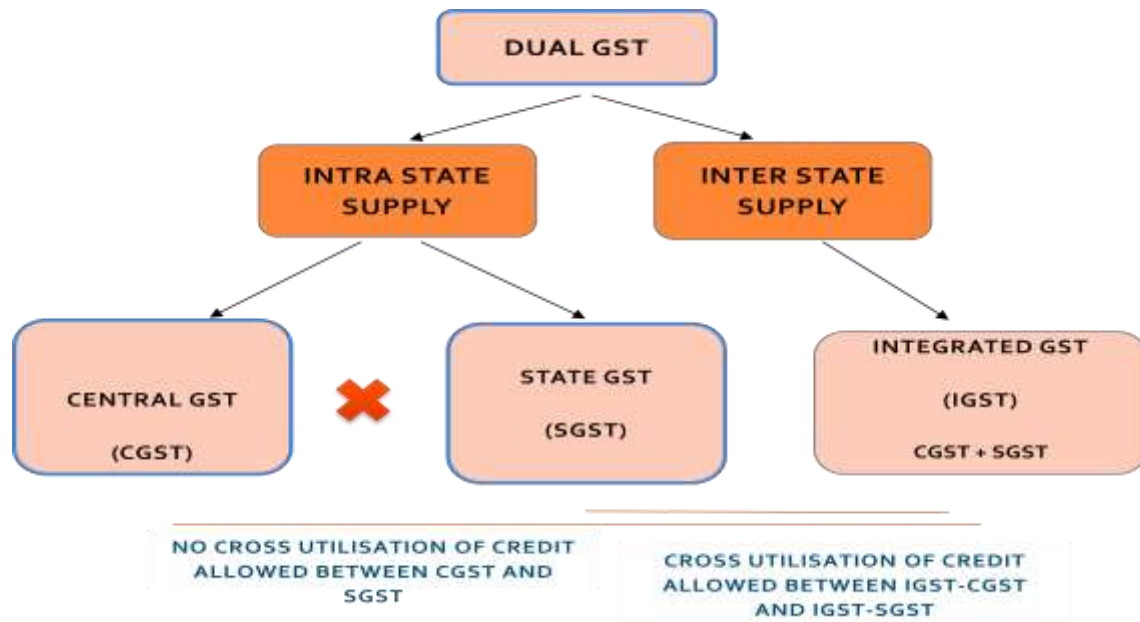 DUAL GST
INTRA STATE
SUPPLY
INTER STATE
SUPPLY
CENTRAL GST
(CGST)
STATE GST
(SGST)
INTEGRATED GST
(IGST)
CGST + SGST
NO CROSS UTILISATION OF CREDIT
ALLOWED BETWEEN CGST AND
SGST
CROSS UTILISATION OF CREDIT
ALLOWED BETWEEN IGST-CGST
AND IGST-SGST